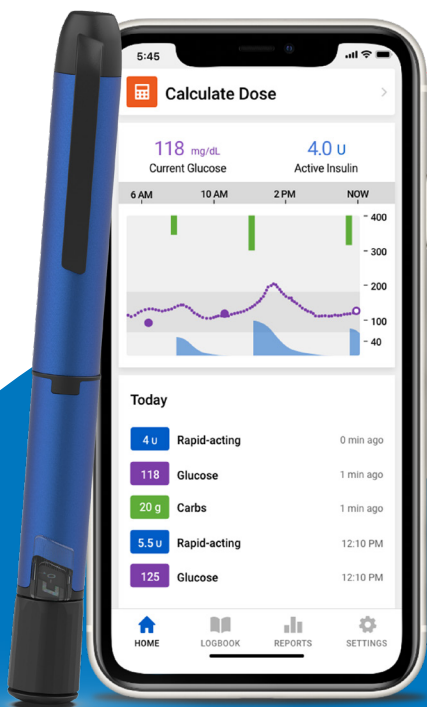 5:45
Calculate Dose
118 mg/dL
4.0 U
Current Glucose
Active Insulin
6 AM 10 AM 2 PM NOW
400
300
200
100
40
Today
4 u Rapid-acting 0 min ago
118 Glucose 1 min ago
20 g Carbs 1 min ago
5.5 u Rapid-acting 12:10 PM
125 Glucose 12:10 PM
HOME LOGBOOK REPORTS SETTINGS